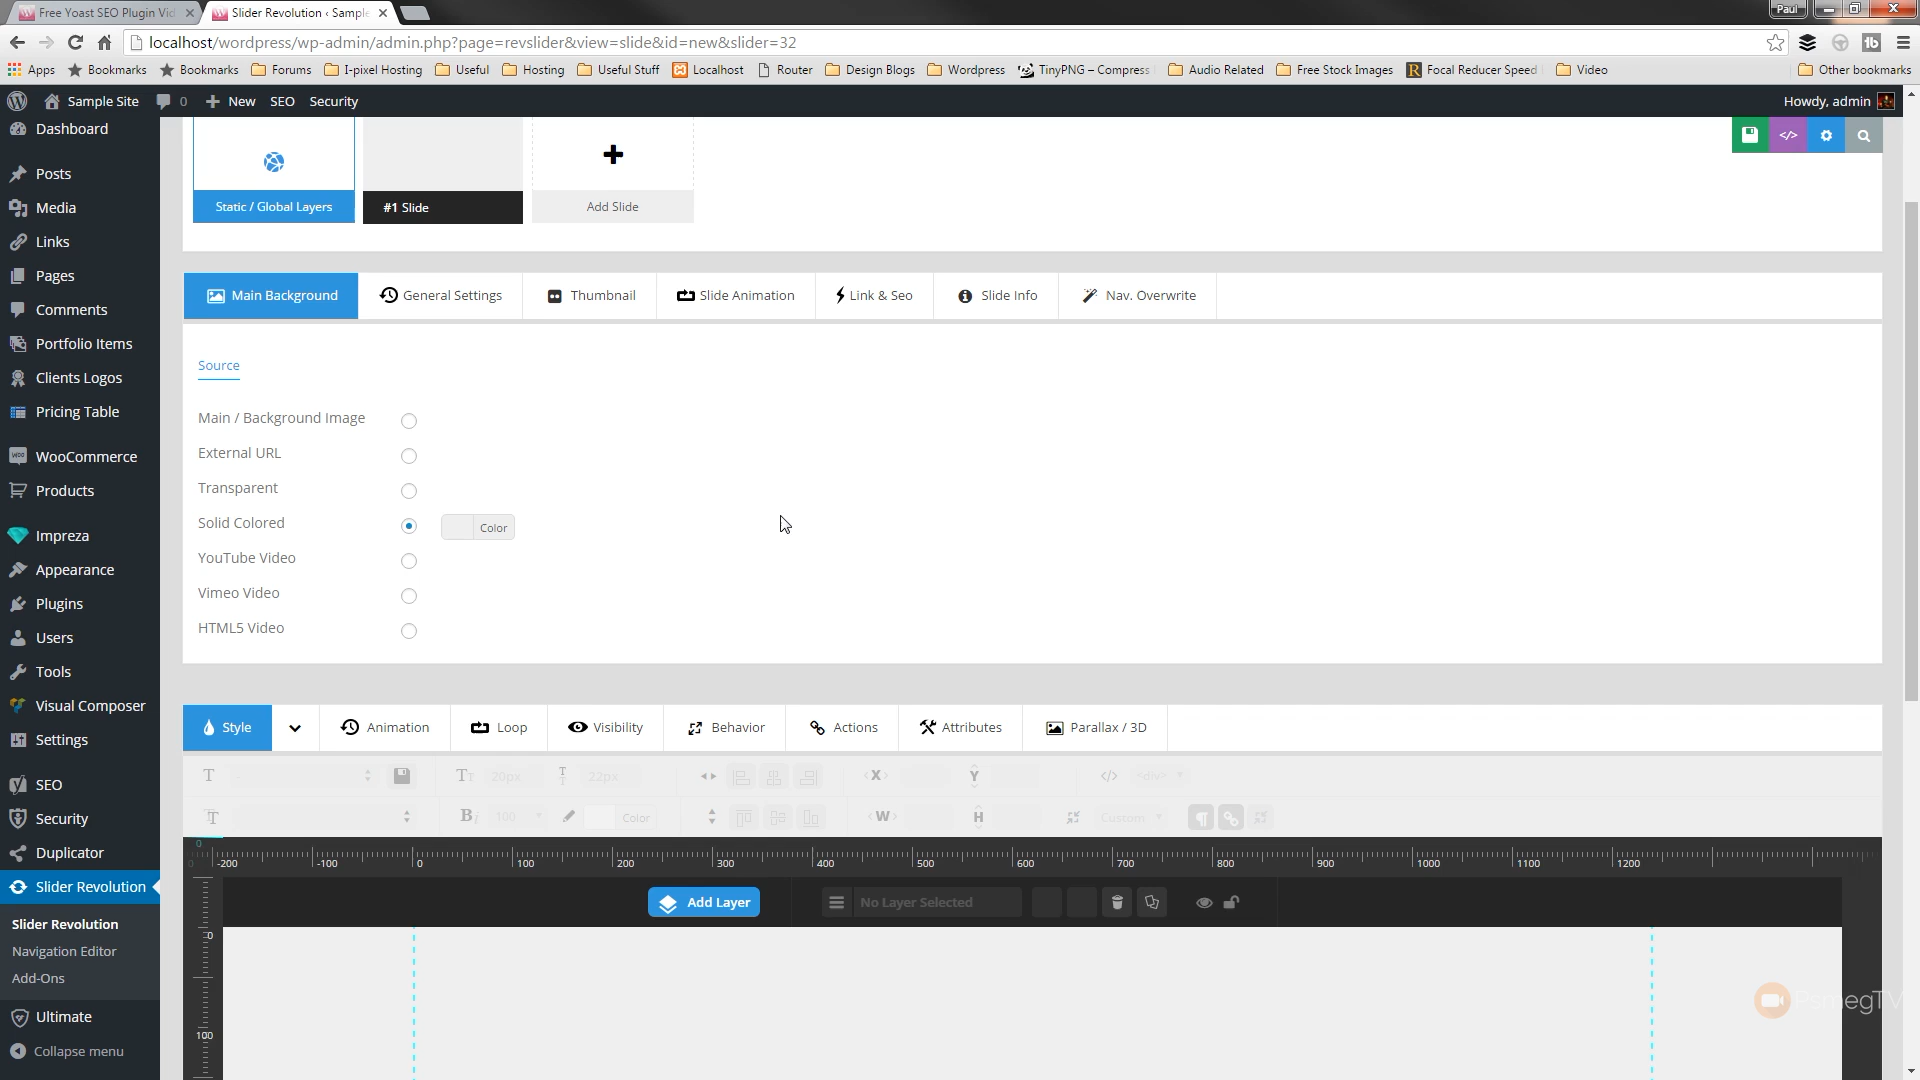 Free Yoast SEO Plugin Vid
Slider Revolution ‹ Sample
Paul
localhost/wordpress/wp-admin/admin.php?page=revslider&view=slide&id=new&slider=32
Apps
Bookmarks
Bookmarks
Forums
I-pixel Hosting
Useful
Hosting
Useful Stuff
Localhost
Router
Design Blogs
Wordpress
TinyPNG – Compress
Audio Related
Free Stock Images
Focal Reducer Speed
Video
Other bookmarks
Sample Site
0
New
SEO
Security
Howdy, admin
Dashboard
Posts
Media
Links
Pages
Comments
Portfolio Items
Clients Logos
Pricing Table
WooCommerce
Products
Impreza
Appearance
Plugins
Users
Tools
Visual Composer
Settings
SEO
Security
Duplicator
Slider Revolution
Slider Revolution
Navigation Editor
Add-Ons
Ultimate
Collapse menu
Static / Global Layers
#1 Slide
Add Slide
Main Background
General Settings
Thumbnail
Slide Animation
Link & Seo
Slide Info
Nav. Overwrite
Source
Main / Background Image
External URL
Transparent
Solid Colored
Color
YouTube Video
Vimeo Video
HTML5 Video
Style
Animation
Loop
Visibility
Behavior
Actions
Attributes
Parallax / 3D
20px
22px
X
Y
</>
<div>
100
Color
W
H
Custom
0
-200
-100
0
100
200
300
400
500
600
700
800
900
1000
1100
1200
Add Layer
No Layer Selected
0
100
PsmegTV